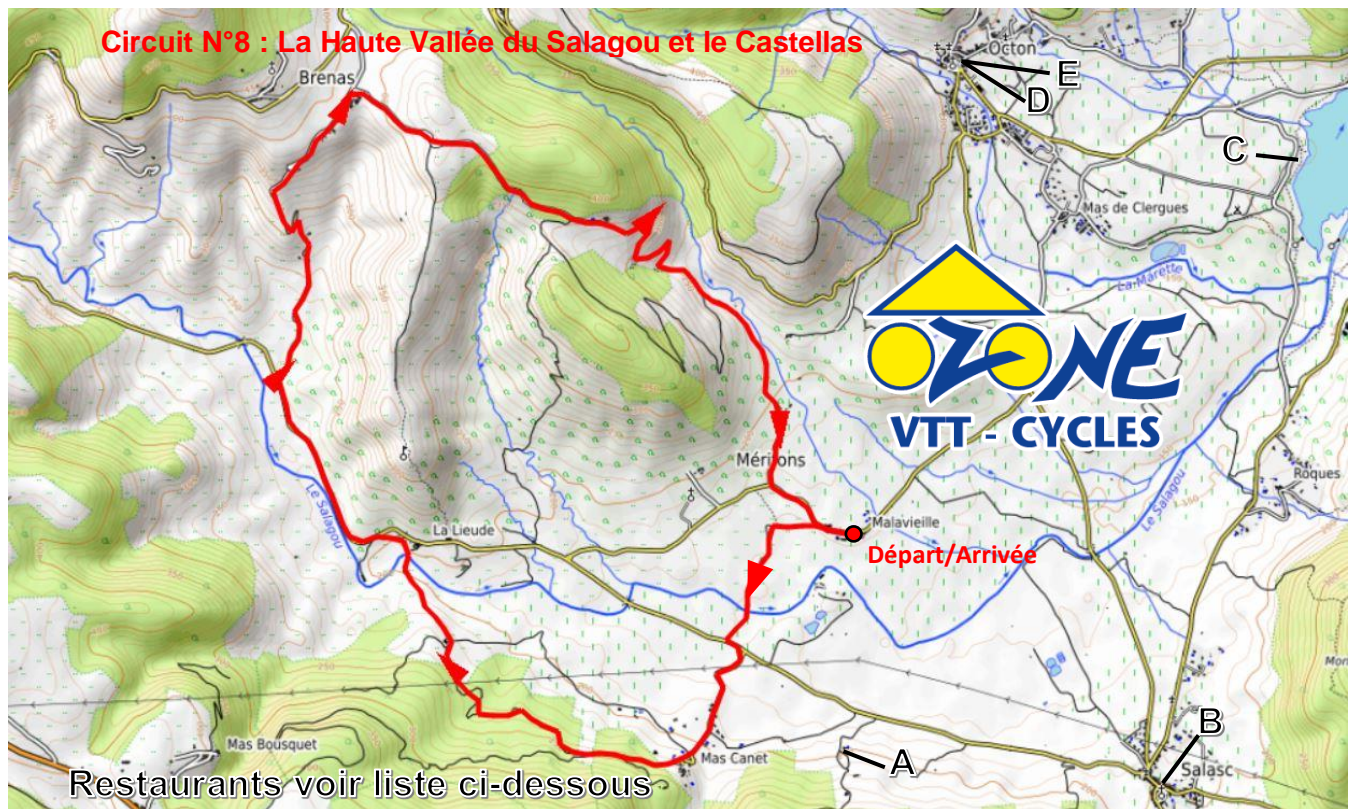 Circuit N°8 : La Haute Vallée du Salagou et le Castellas
Octon
E
D
Brenas
C
Mas de Clergues
La Marette
OZONE
VTT - CYCLES
Mérifons
Roques
Le Salagou
Le Salagou
La Lieude
Malavieille
Départ/Arrivée
Mas Bousquet
Mas Canet
A
B
Salasc
Restaurants voir liste ci-dessous